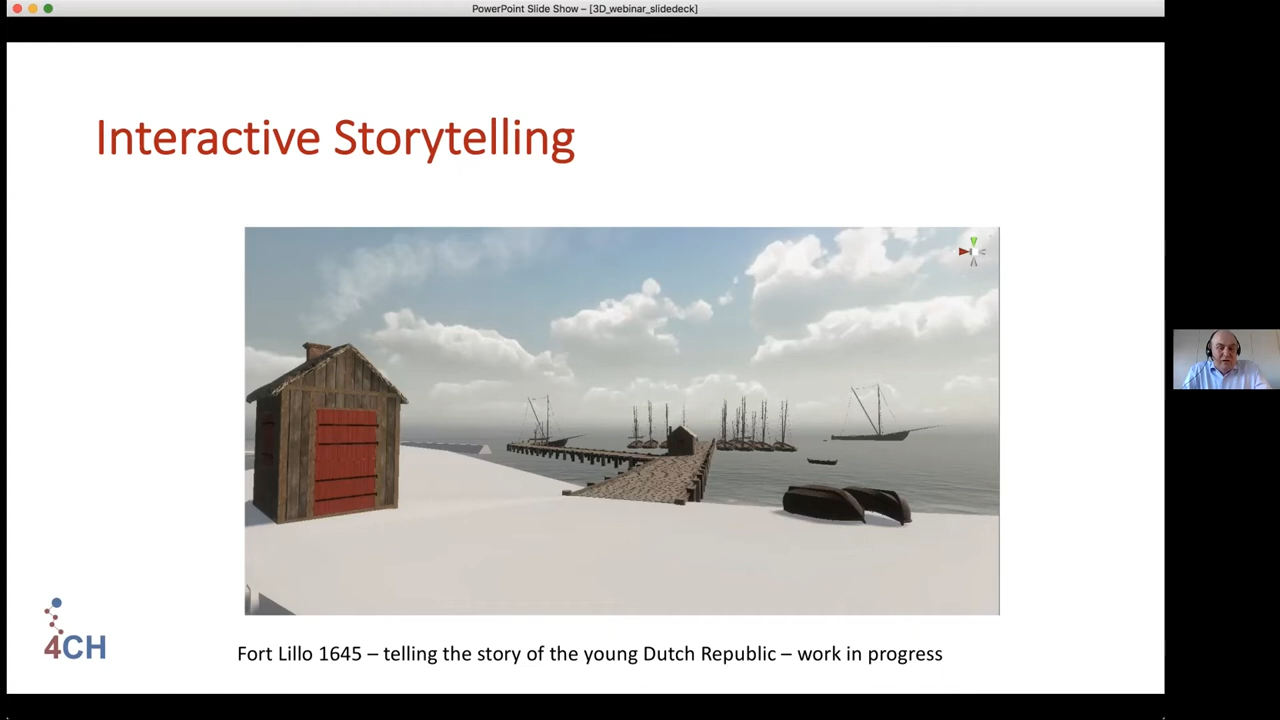 PowerPoint Slide Show – [3D_webinar_slidedeck]
Interactive Storytelling
4CH
Fort Lillo 1645 – telling the story of the young Dutch Republic – work in progress